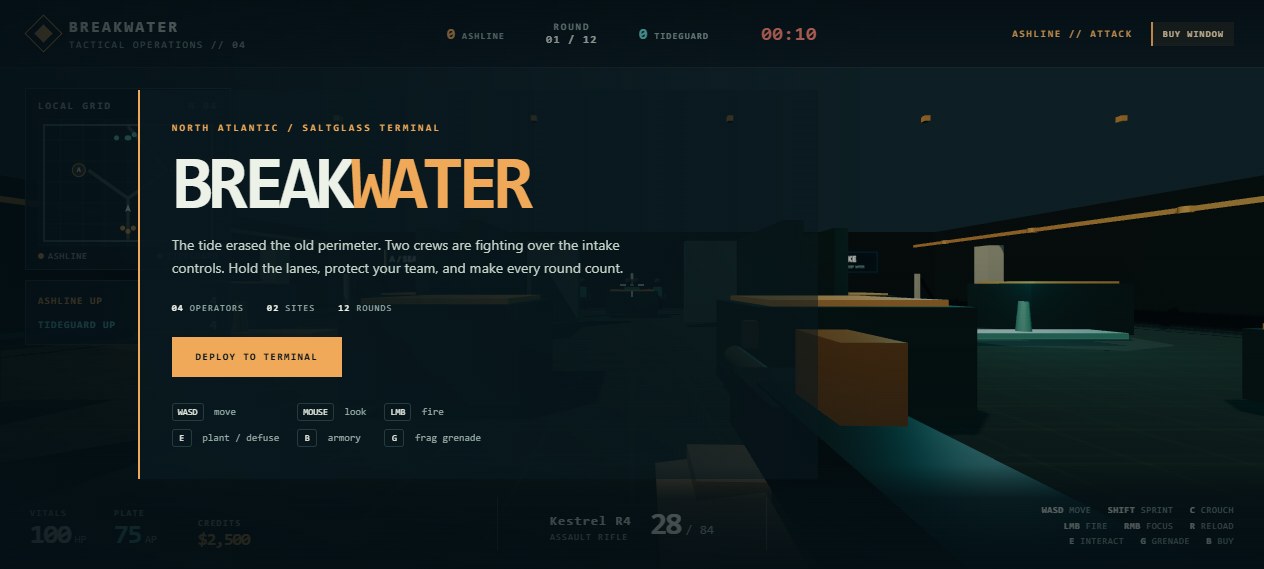 BREAKWATER
TACTICAL OPERATIONS // 04
0 ASHLINE
ROUND
01 / 12
0 TIDEGUARD
00:10
ASHLINE // ATTACK
BUY WINDOW
LOCAL GRID
A
ASHLINE
ASHLINE UP
TIDEGUARD UP
NORTH ATLANTIC / SALTGLASS TERMINAL
BREAKWATER
The tide erased the old perimeter. Two crews are fighting over the intake
controls. Hold the lanes, protect your team, and make every round count.
04 OPERATORS 02 SITES 12 ROUNDS
DEPLOY TO TERMINAL
WASD move MOUSE look LMB fire
E plant / defuse B armory G frag grenade
VITALS
100 HP
PLATE
75 AP
CREDITS
$2,500
Kestrel R4
ASSAULT RIFLE
28 / 84
WASD MOVE SHIFT SPRINT C CROUCH
LMB FIRE RMB FOCUS R RELOAD
E INTERACT G GRENADE B BUY